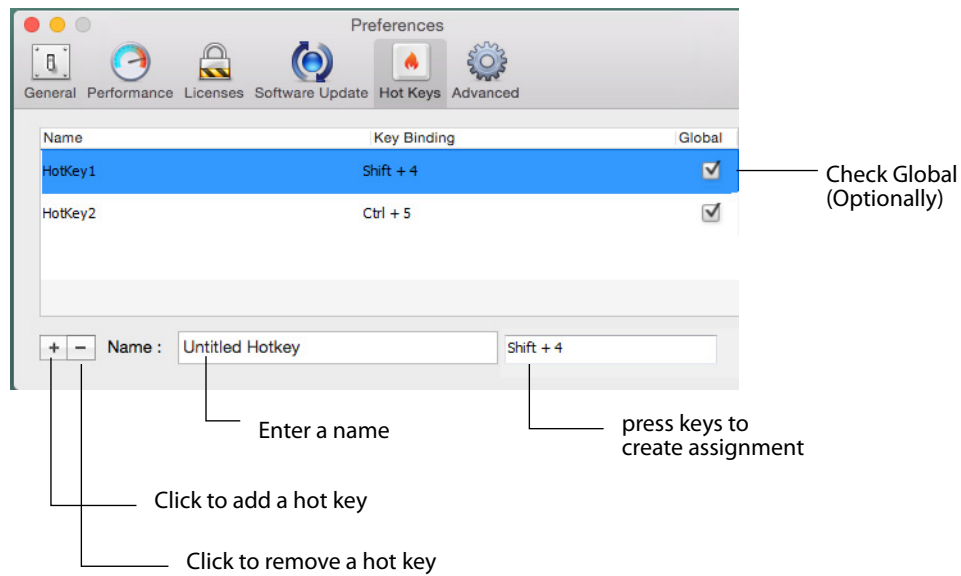 Preferences
General Performance Licenses Software Update Hot Keys Advanced
Name Key Binding Global
HotKey1 Shift + 4
HotKey2 Ctrl + 5
Check Global
(Optionally)
+ − Name : Untitled Hotkey Shift + 4
Enter a name
press keys to
create assignment
Click to add a hot key
Click to remove a hot key